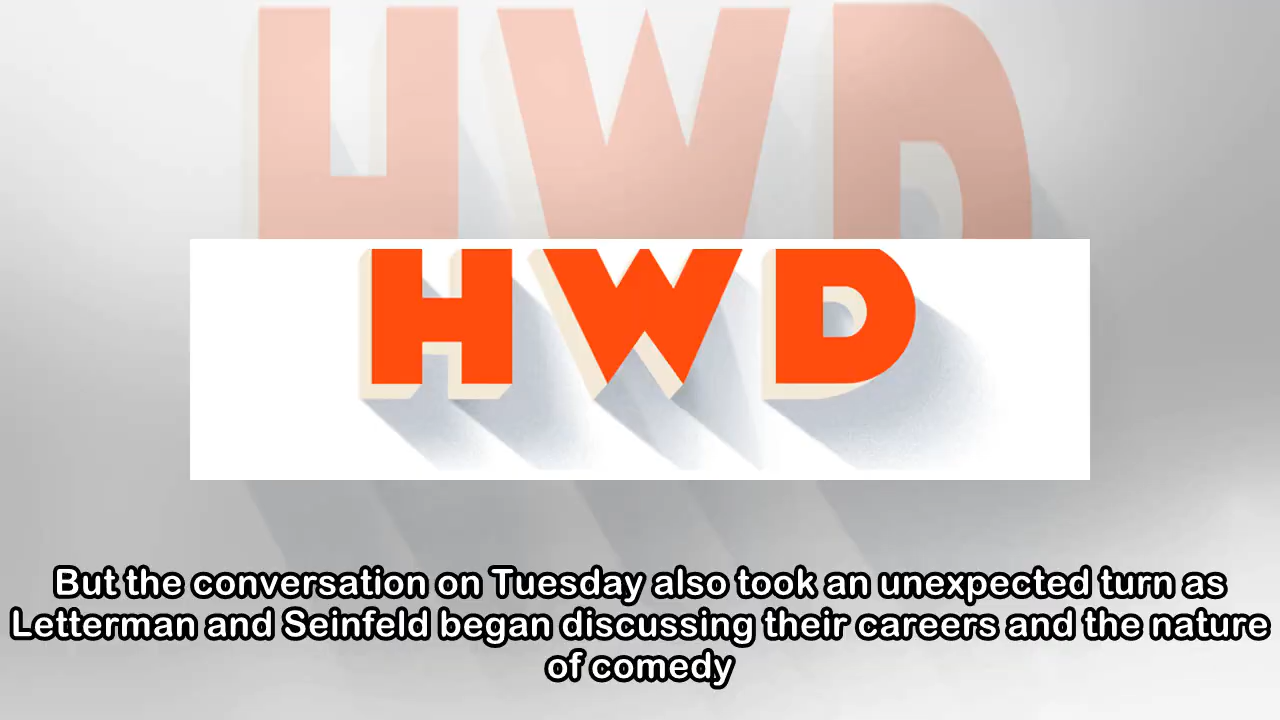 HWD
HWD
But the conversation on Tuesday also took an unexpected turn as
Letterman and Seinfeld began discussing their careers and the nature
of comedy